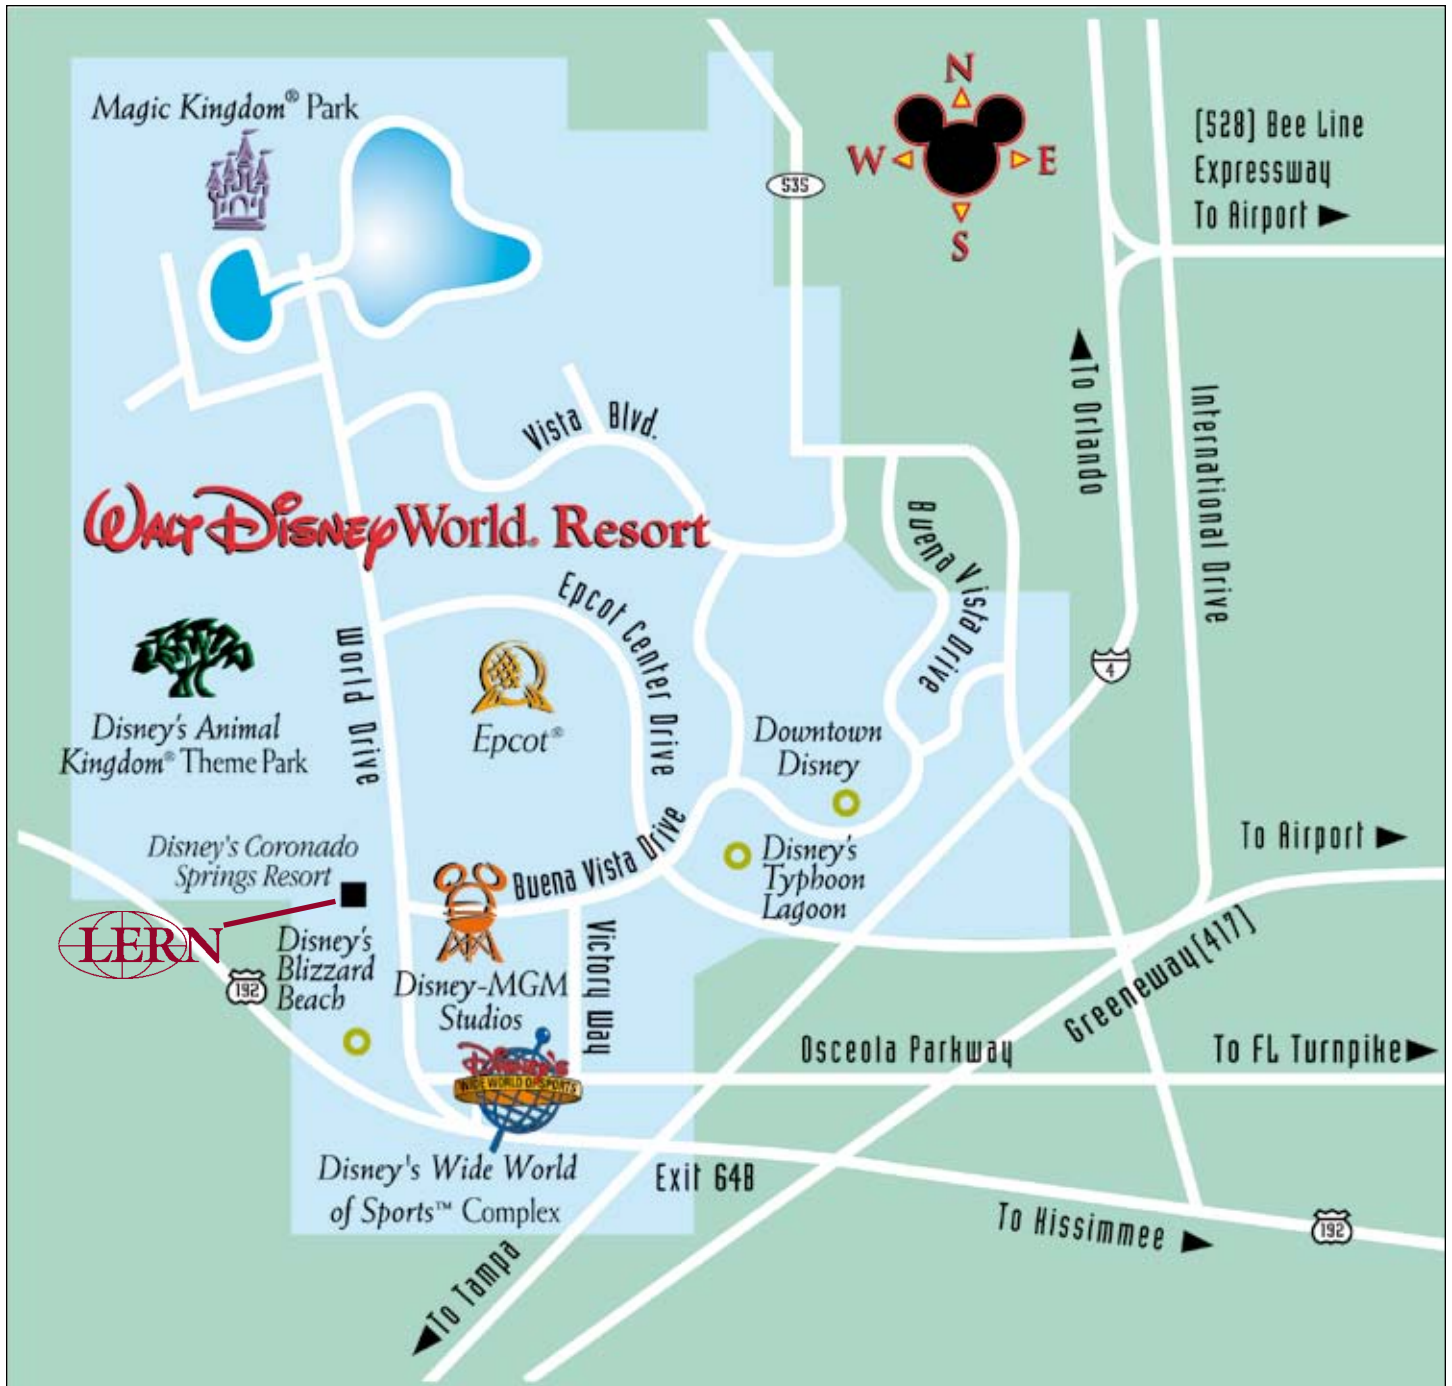 Magic Kingdom® Park
N
W E
S
535
[528] Bee Line
Expressway
To Airport
To Orlando
International Drive
Vista Blvd.
Walt Disney World® Resort
Buena Vista Drive
Epcot Center Drive
World Drive
4
Epcot®
Disney's Animal
Kingdom® Theme Park
Downtown
Disney
Disney's Coronado
Springs Resort
Buena Vista Drive
Disney's
Typhoon
Lagoon
To Airport
LERN
Disney's
Blizzard
Beach
192
Disney-MGM
Studios
Victory Way
Greeneway [417]
Osceola Parkway
To FL Turnpike
Disney's
WIDE WORLD OF SPORTS
Disney's Wide World
of Sports™ Complex
Exit 64B
To Kissimmee
192
To Tampa